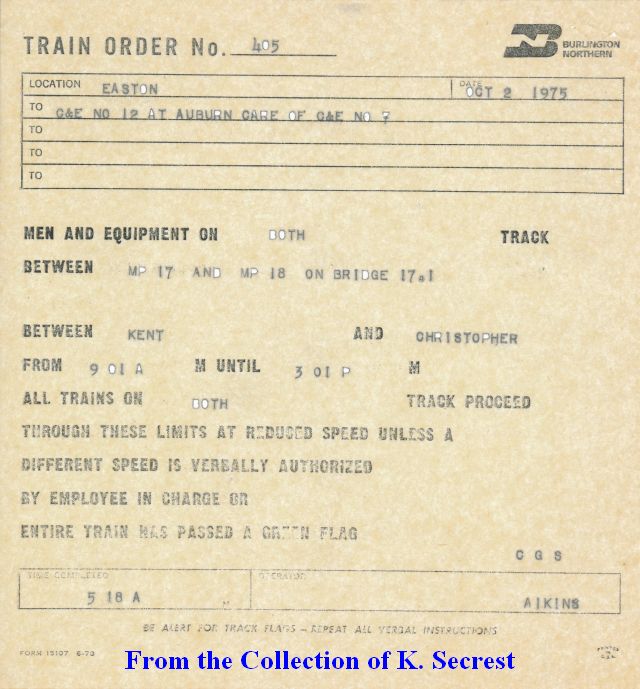 TRAIN ORDER No. 405
BURLINGTON NORTHERN
LOCATION EASTON DATE OCT 2 1975
TO C&E NO 12 AT AUBURN CARE OF C&E NO 7
TO
TO
TO
MEN AND EQUIPMENT ON BOTH TRACK
BETWEEN MP 17 AND MP 18 ON BRIDGE 17.1
BETWEEN KENT AND CHRISTOPHER
FROM 9 01 A M UNTIL 3 01 P M
ALL TRAINS ON BOTH TRACK PROCEED
THROUGH THESE LIMITS AT REDUSED SPEED UNLESS A
DIFFERENT SPEED IS VERBALLY AUTHORIZED
BY EMPLOYEE IN CHARGE OR
ENTIRE TRAIN HAS PASSED A GREEN FLAG
C G S
TIME COMPLETED OPERATOR
5 18 A AIKINS
BE ALERT FOR TRACK FLAGS – REPEAT ALL VERBAL INSTRUCTIONS
FORM 15107 6-70
From the Collection of K. Secrest